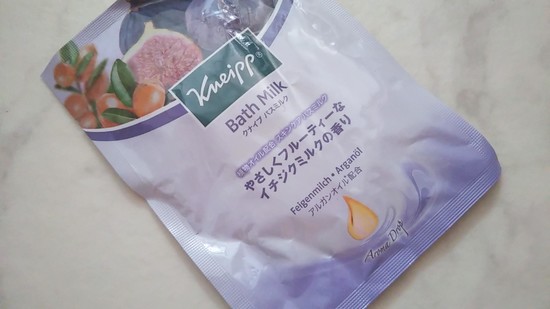 Kneipp
Bath Milk
クナイプ バスミルク
やさしくフルーティーな
イチジクミルクの香り
Feigenmilch • Arganöl
アルガンオイル配合
Aroma Drop